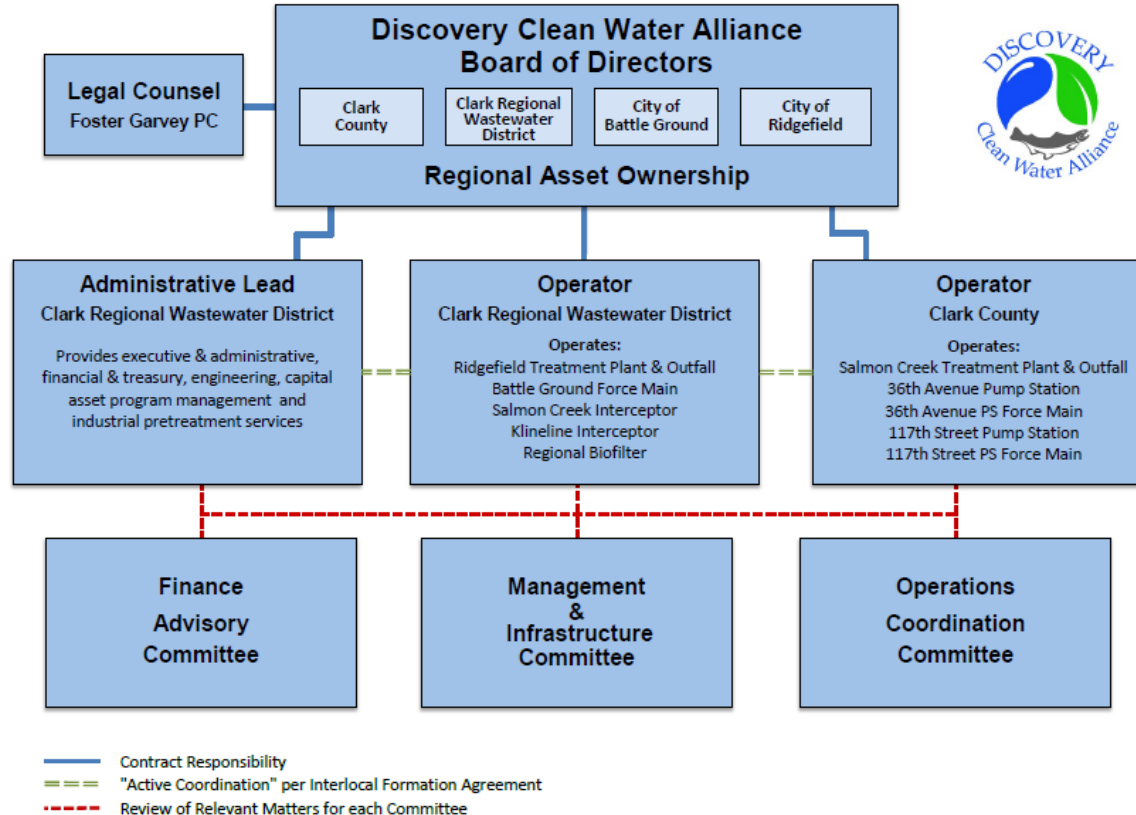 Discovery Clean Water Alliance
Board of Directors
DISCOVERY
Clean Water Alliance
Legal Counsel
Foster Garvey PC
Clark
County
Clark Regional
Wastewater
District
City of
Battle Ground
City of
Ridgefield
Regional Asset Ownership
Administrative Lead
Clark Regional Wastewater District
Provides executive & administrative,
financial & treasury, engineering, capital
asset program management and
industrial pretreatment services
Operator
Clark Regional Wastewater District
Operates:
Ridgefield Treatment Plant & Outfall
Battle Ground Force Main
Salmon Creek Interceptor
Klineline Interceptor
Regional Biofilter
Operator
Clark County
Operates:
Salmon Creek Treatment Plant & Outfall
36th Avenue Pump Station
36th Avenue PS Force Main
117th Street Pump Station
117th Street PS Force Main
Finance
Advisory
Committee
Management
&
Infrastructure
Committee
Operations
Coordination
Committee
Contract Responsibility
"Active Coordination" per Interlocal Formation Agreement
Review of Relevant Matters for each Committee